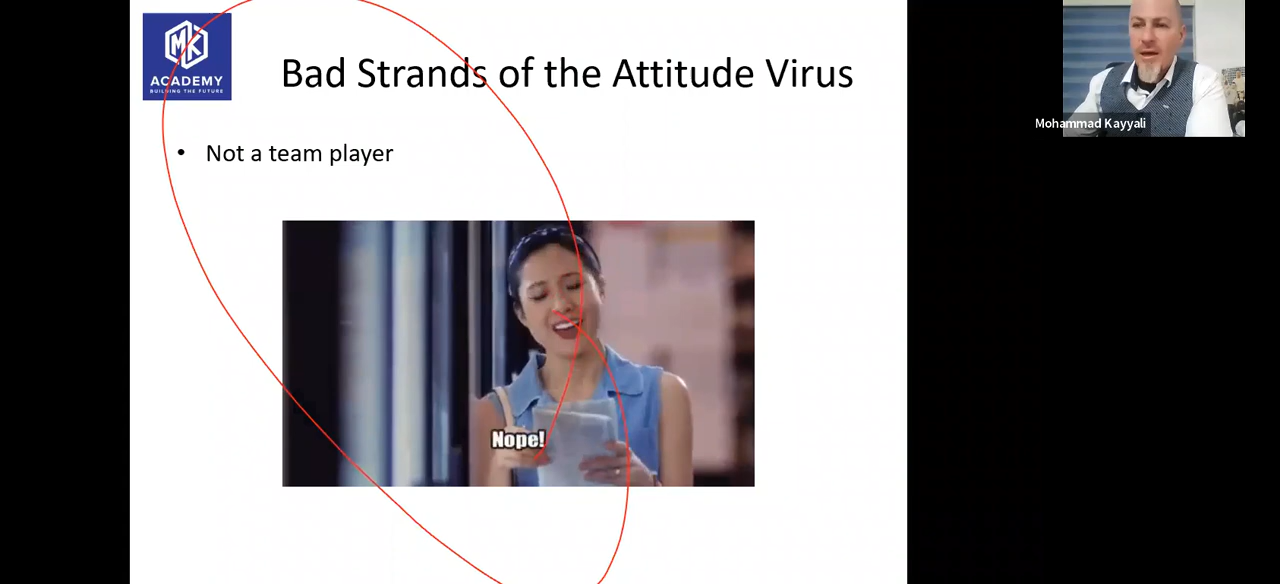 MK
ACADEMY
BUILDING THE FUTURE
Bad Strands of the Attitude Virus
• Not a team player
Nope!
Mohammad Kayyali